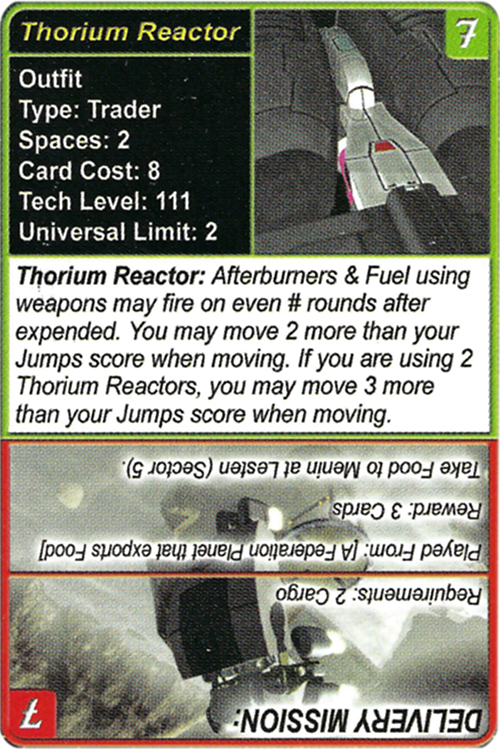 Thorium Reactor
7
Outfit
Type: Trader
Spaces: 2
Card Cost: 8
Tech Level: 111
Universal Limit: 2
Thorium Reactor: Afterburners & Fuel using
weapons may fire on even # rounds after
expended. You may move 2 more than your
Jumps score when moving. If you are using 2
Thorium Reactors, you may move 3 more
than your Jumps score when moving.
DELIVERY MISSION:
7
Requirements: 2 Cargo
Played From: [A Federation Planet that exports Food]
Reward: 3 Cards
Take Food to Menin at Lesten (Sector 5).